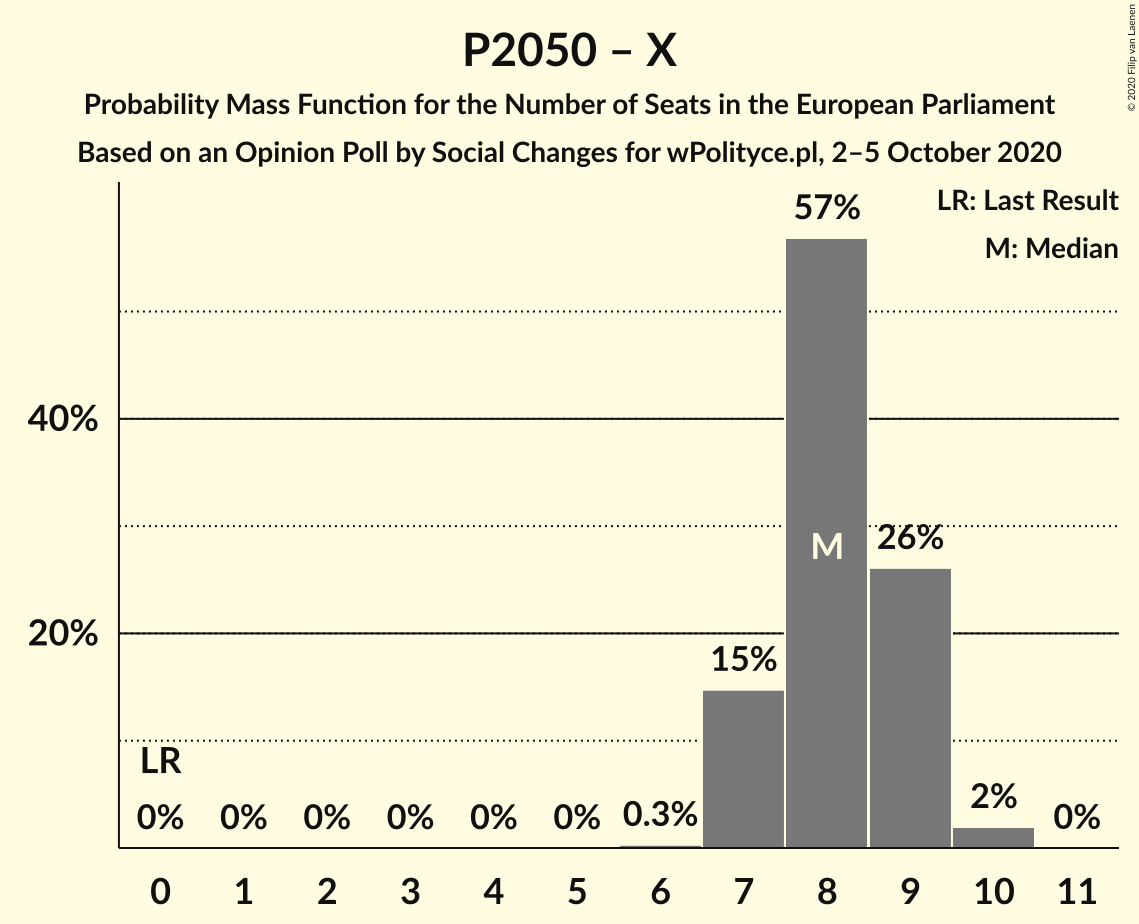 P2050 – X
Probability Mass Function for the Number of Seats in the European Parliament
Based on an Opinion Poll by Social Changes for wPolityce.pl, 2–5 October 2020
© 2020 Filip van Laenen
LR: Last Result
M: Median
57%
40%
M
26%
20%
15%
LR
0%
0%
0%
0%
0%
0%
0.3%
2%
0%
0 1 2 3 4 5 6 7 8 9 10 11